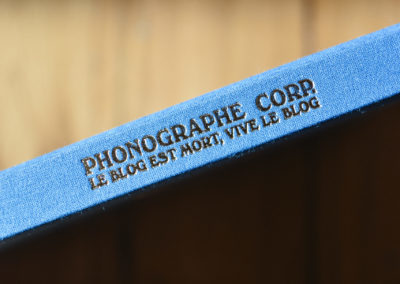 PHONOGRAPHE CORP.
LE BLOG EST MORT, VIVE LE BLOG